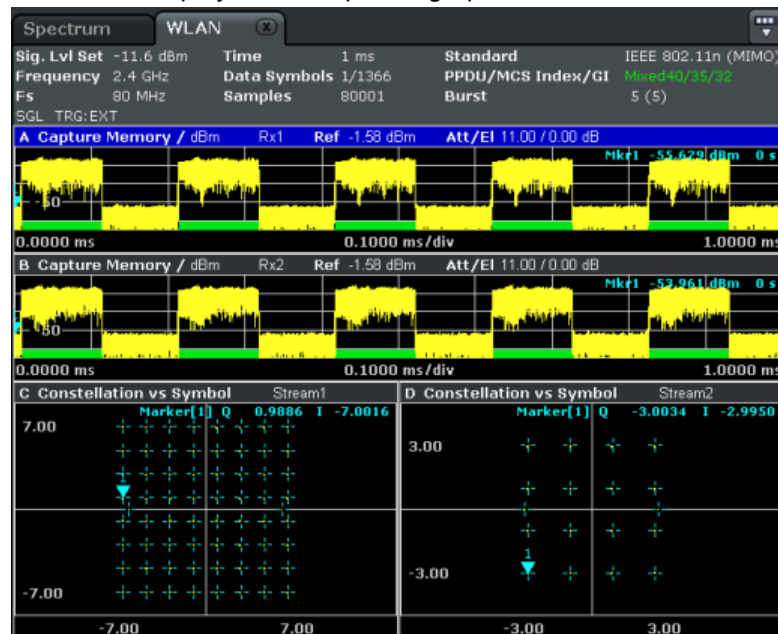 Spectrum WLAN X
Sig. Lvl Set -11.6 dBm Time 1 ms Standard IEEE 802.11n (MIMO)
Frequency 2.4 GHz Data Symbols 1/1366 PPDU/MCS Index/GI Mixed40/35/32
Fs 80 MHz Samples 80001 Burst 5 (5)
SGL TRG:EXT
A Capture Memory / dBm Rx1 Ref -1.58 dBm Att/El 11.00 / 0.00 dB
Mkr1 -55.629 dBm 0 s
-50
0.0000 ms 0.1000 ms/div 1.0000 ms
B Capture Memory / dBm Rx2 Ref -1.58 dBm Att/El 11.00 / 0.00 dB
Mkr1 -53.961 dBm 0 s
-50
0.0000 ms 0.1000 ms/div 1.0000 ms
C Constellation vs Symbol Stream1
Marker[1] Q 0.9886 I -7.0016
7.00
1
-7.00
-7.00 7.00
D Constellation vs Symbol Stream2
Marker[1] Q -3.0034 I -2.9950
3.00
1
-3.00
-3.00 3.00